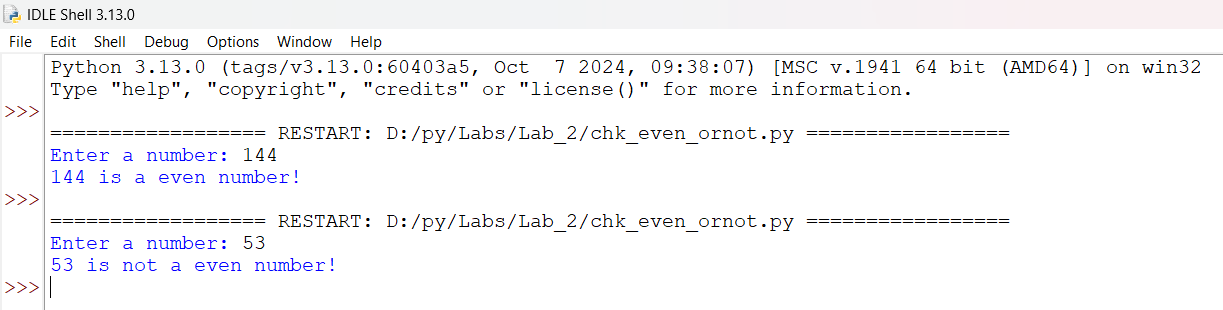 IDLE Shell 3.13.0
File Edit Shell Debug Options Window Help
Python 3.13.0 (tags/v3.13.0:60403a5, Oct  7 2024, 09:38:07) [MSC v.1941 64 bit (AMD64)] on win32
Type "help", "copyright", "credits" or "license()" for more information.
>>>
================== RESTART: D:/py/Labs/Lab_2/chk_even_ornot.py =================
Enter a number: 144
144 is a even number!
>>>
================== RESTART: D:/py/Labs/Lab_2/chk_even_ornot.py =================
Enter a number: 53
53 is not a even number!
>>>